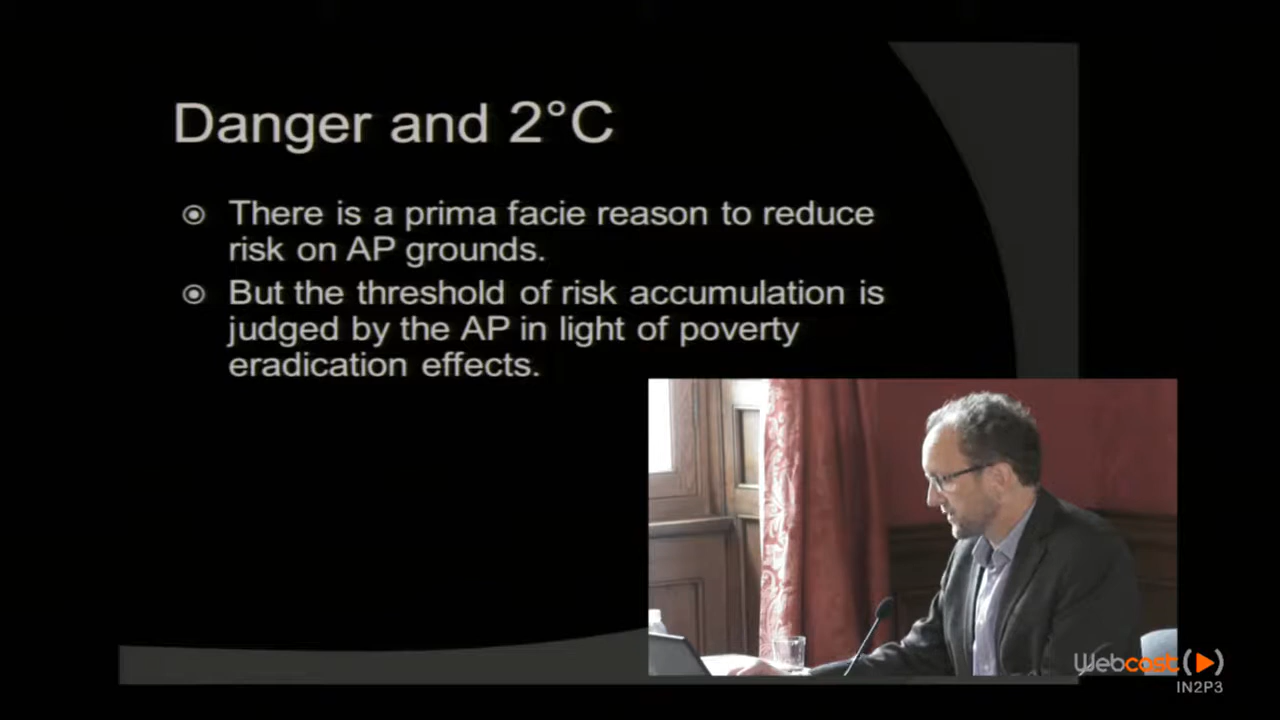 Danger and 2°C
There is a prima facie reason to reduce
risk on AP grounds.
But the threshold of risk accumulation is
judged by the AP in light of poverty
eradication effects.
Webcast
IN2P3